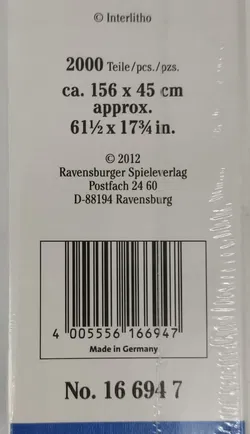 © Interlitho
2000 Teile/pcs./pzs.
ca. 156 x 45 cm
approx.
61½ x 17¾ in.
© 2012
Ravensburger Spieleverlag
Postfach 24 60
D-88194 Ravensburg
4 005556 166947
Made in Germany
No. 16 694 7